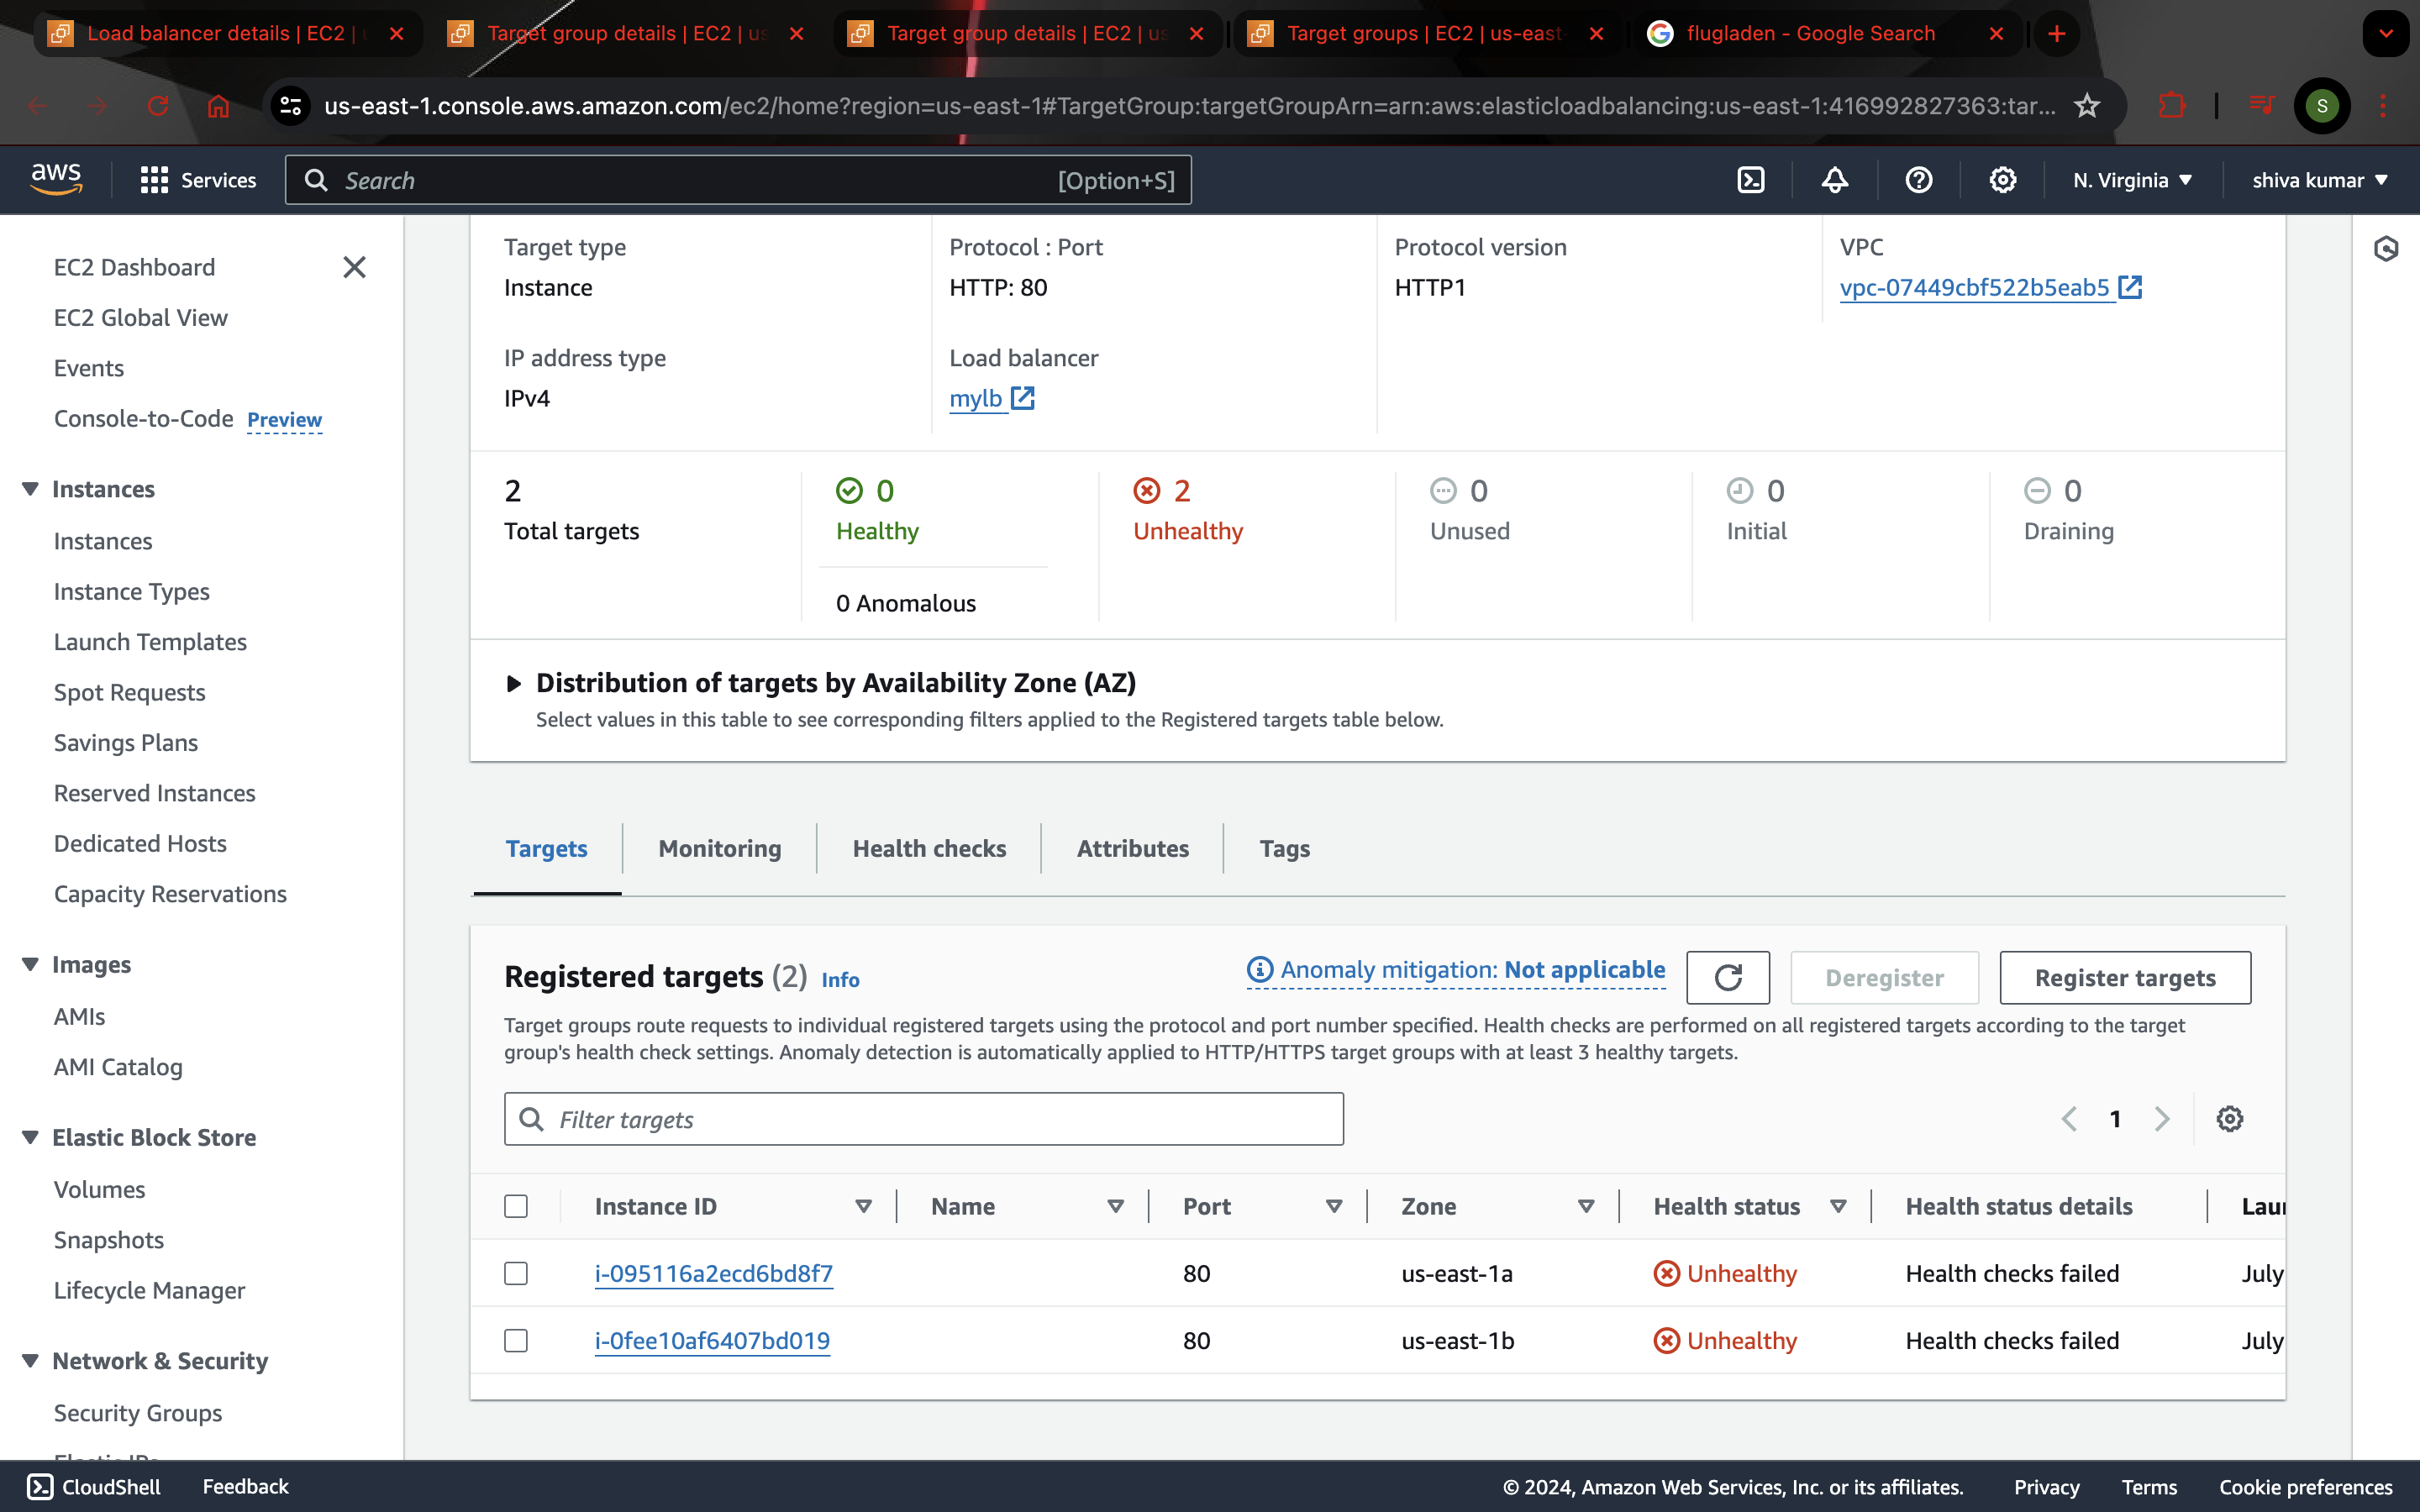 Load balancer details | EC2 |
Target group details | EC2 | us
Target group details | EC2 | us
Target groups | EC2 | us-east
flugladen - Google Search
us-east-1.console.aws.amazon.com/ec2/home?region=us-east-1#TargetGroup:targetGroupArn=arn:aws:elasticloadbalancing:us-east-1:416992827363:tar...
S
aws
Services
Search
[Option+S]
N. Virginia
shiva kumar
EC2 Dashboard
EC2 Global View
Events
Console-to-Code Preview
Instances
Instances
Instance Types
Launch Templates
Spot Requests
Savings Plans
Reserved Instances
Dedicated Hosts
Capacity Reservations
Images
AMIs
AMI Catalog
Elastic Block Store
Volumes
Snapshots
Lifecycle Manager
Network & Security
Security Groups
Elastic IPs
Target type
Instance
Protocol : Port
HTTP: 80
Protocol version
HTTP1
VPC
vpc-07449cbf522b5eab5
IP address type
IPv4
Load balancer
mylb
2
Total targets
0
Healthy
0 Anomalous
2
Unhealthy
0
Unused
0
Initial
0
Draining
Distribution of targets by Availability Zone (AZ)
Select values in this table to see corresponding filters applied to the Registered targets table below.
Targets
Monitoring
Health checks
Attributes
Tags
Registered targets (2) Info
Anomaly mitigation: Not applicable
Deregister
Register targets
Target groups route requests to individual registered targets using the protocol and port number specified. Health checks are performed on all registered targets according to the target
group's health check settings. Anomaly detection is automatically applied to HTTP/HTTPS target groups with at least 3 healthy targets.
Filter targets
1
Instance ID Name Port Zone Health status Health status details Lau
i-095116a2ecd6bd8f7 80 us-east-1a Unhealthy Health checks failed July
i-0fee10af6407bd019 80 us-east-1b Unhealthy Health checks failed July
CloudShell
Feedback
© 2024, Amazon Web Services, Inc. or its affiliates.
Privacy
Terms
Cookie preferences